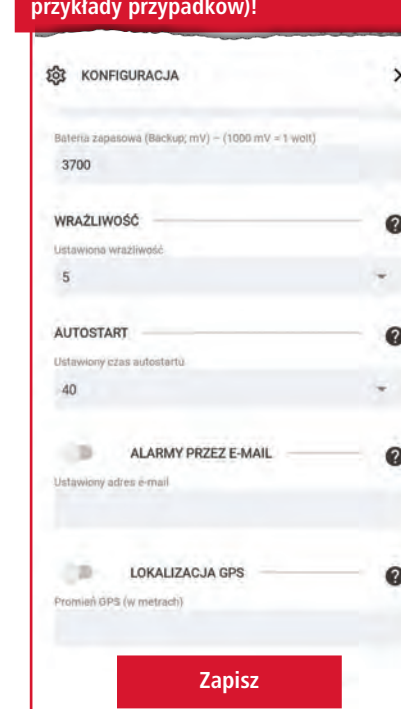 przykłady przypadków)!
KONFIGURACJA
Bateria zapasowa (Backup; mV) – (1000 mV = 1 wolt)
3700
WRAŻLIWOŚĆ
?
Ustawiona wrażliwość
5
AUTOSTART
?
Ustawiony czas autostartu
40
ALARMY PRZEZ E-MAIL
?
Ustawiony adres e-mail
LOKALIZACJA GPS
?
Promień GPS (w metrach)
Zapisz